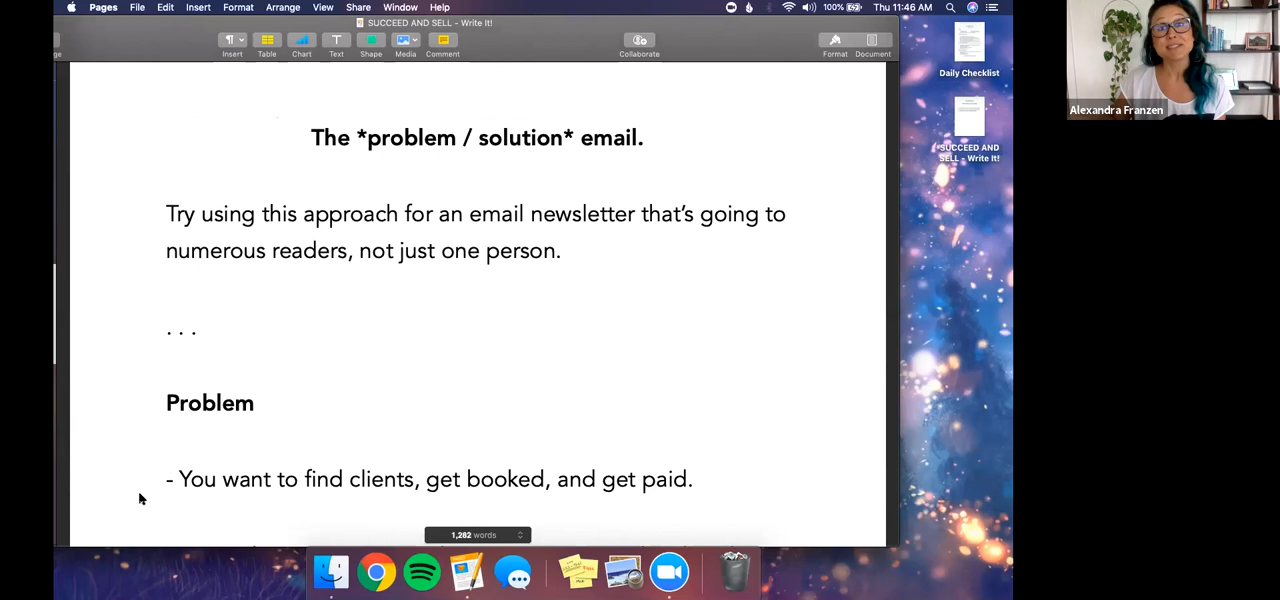 Pages File Edit Insert Format Arrange View Share Window Help 100% Thu 11:46 AM
SUCCEED AND SELL - Write It!
ge Insert Table Chart Text Shape Media Comment Collaborate Format Document
The *problem / solution* email.
Try using this approach for an email newsletter that's going to
numerous readers, not just one person.
. . .
Problem
- You want to find clients, get booked, and get paid.
1,282 words
Daily Checklist
SUCCEED AND
SELL - Write It!
Alexandra Franzen